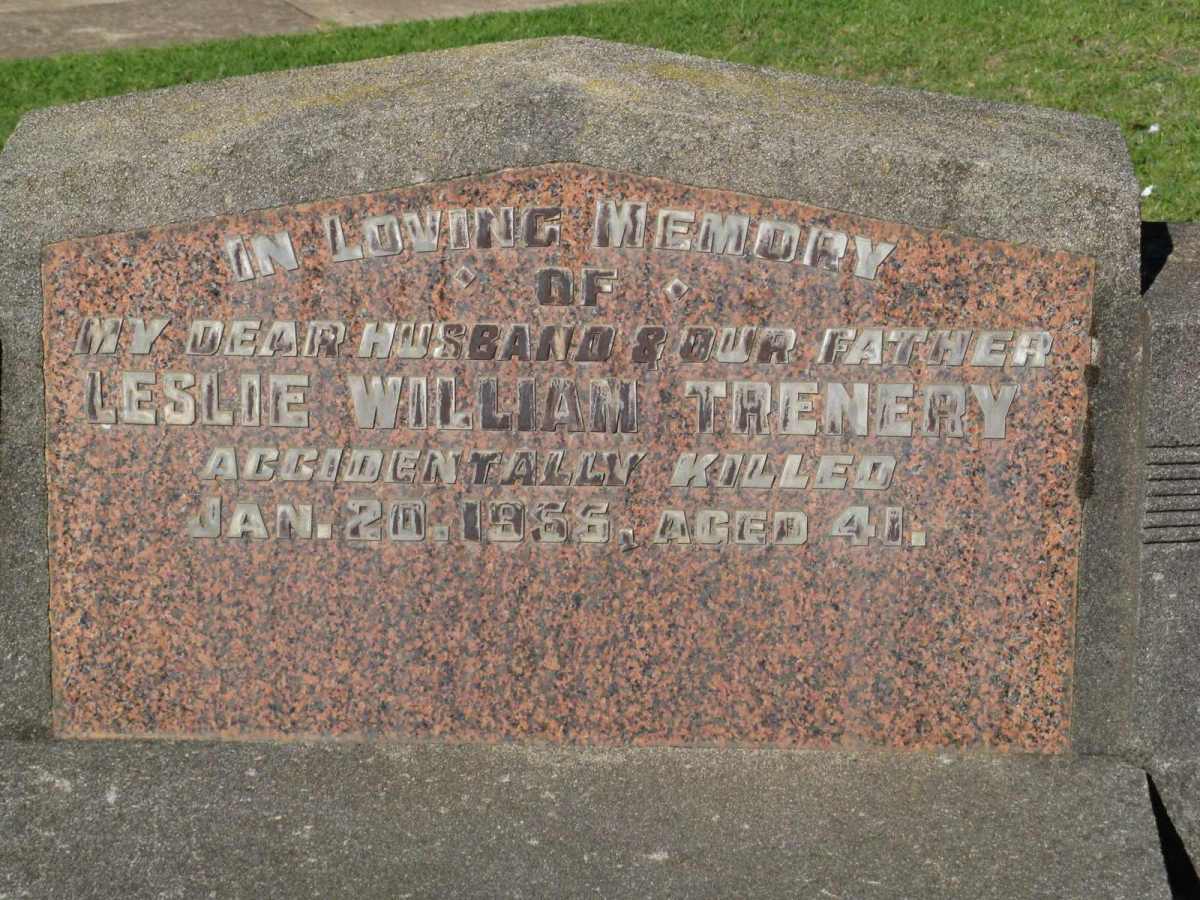 IN LOVING MEMORY
OF
MY DEAR HUSBAND & OUR FATHER
LESLIE WILLIAM TRENERY
ACCIDENTALLY KILLED
JAN. 20. 1955, AGED 41.